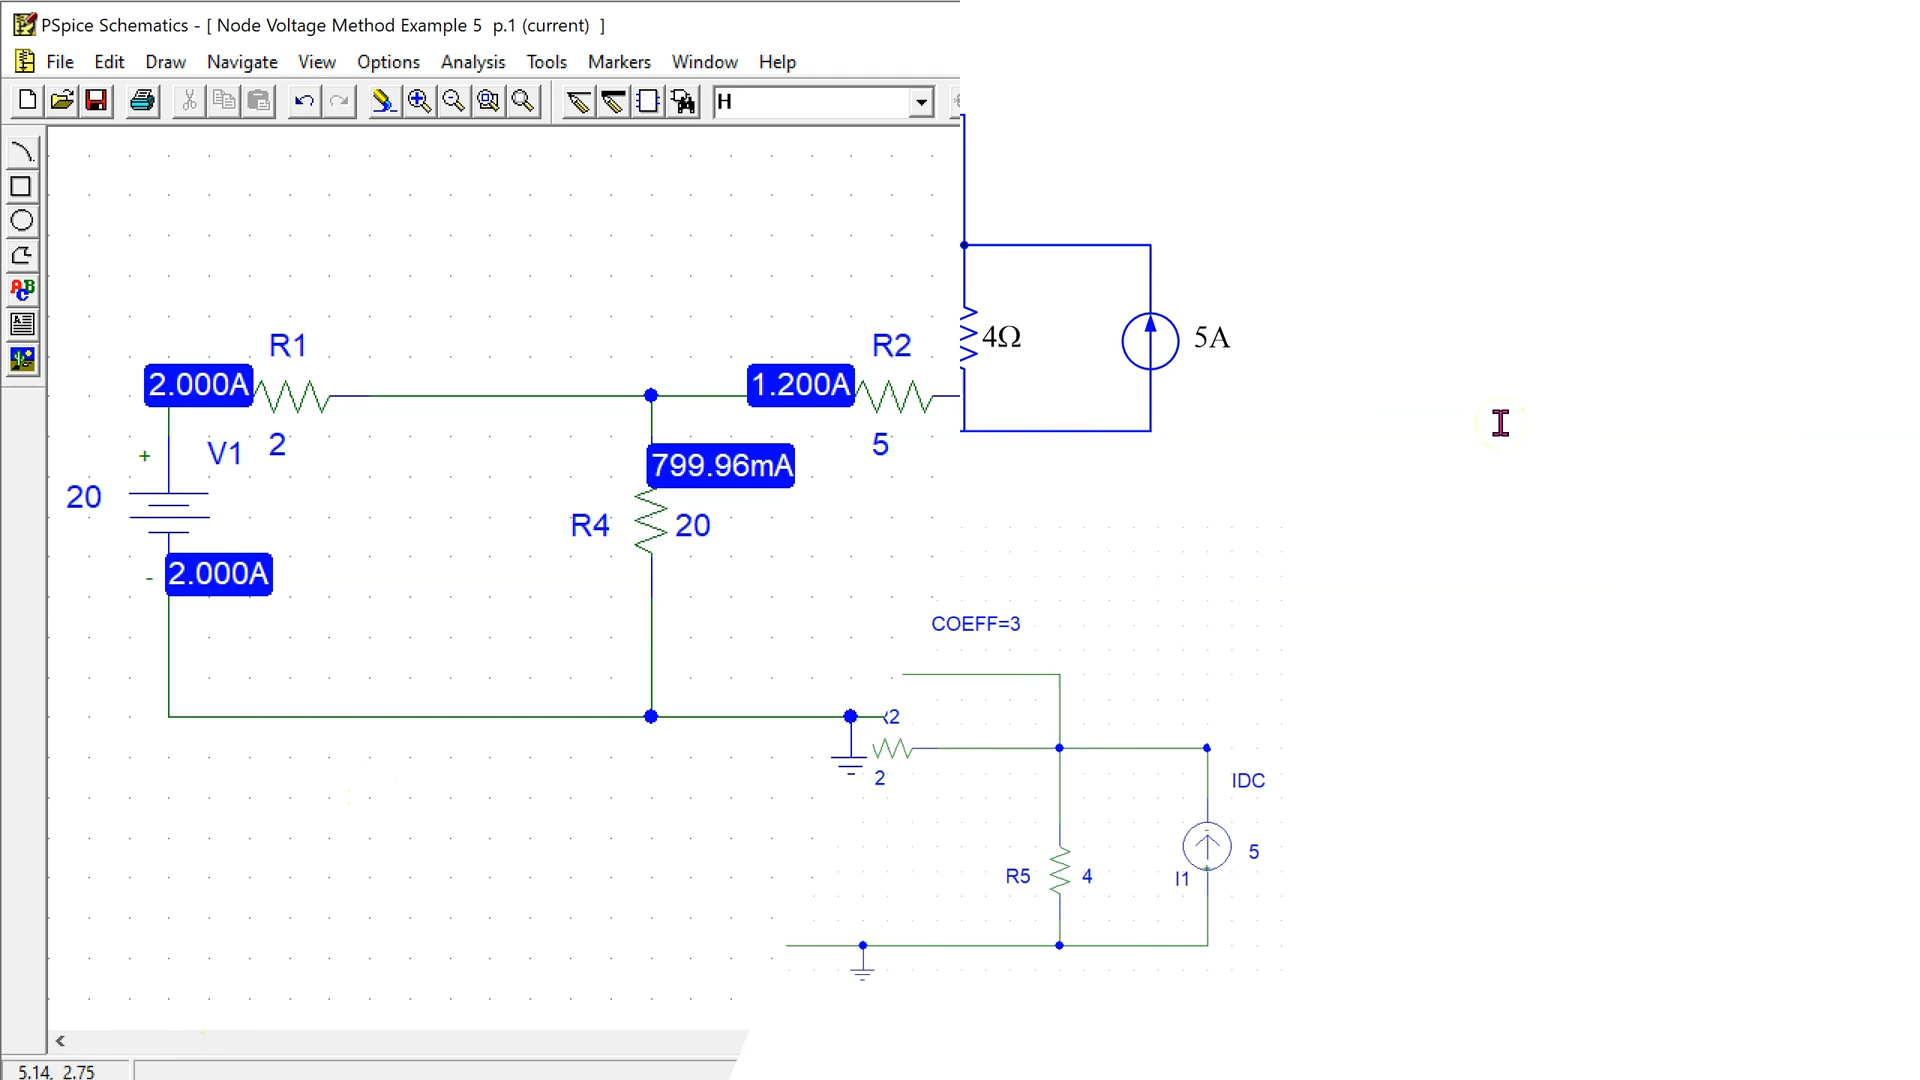 PSpice Schematics - [ Node Voltage Method Example 5 p.1 (current) ]
File Edit Draw Navigate View Options Analysis Tools Markers Window Help
H
ABC
A
R1
R2
4Ω
5A
2.000A
1.200A
+
V1
2
5
799.96mA
20
R4
20
-
2.000A
COEFF=3
2
2
IDC
R5
4
5
I1
5.14, 2.75